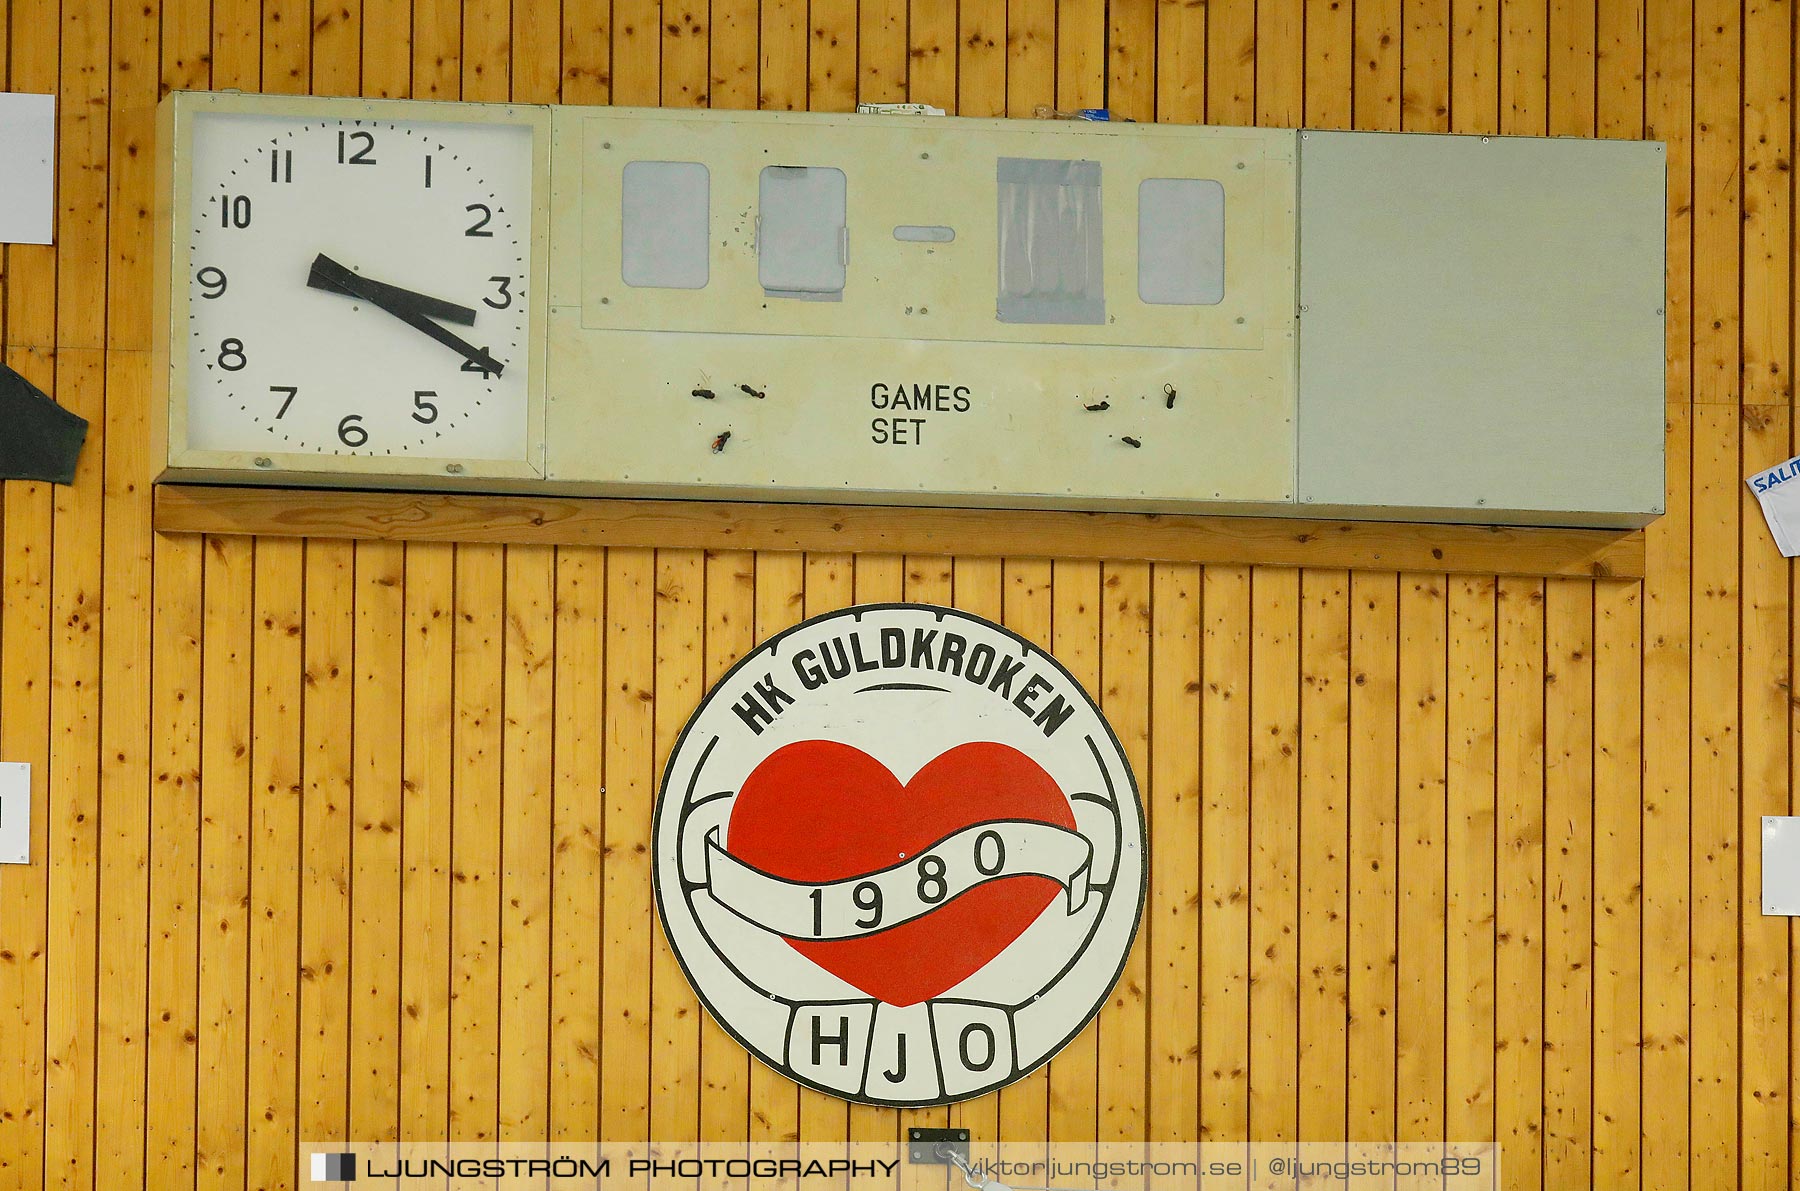 12
11
1
10
2
9
3
8
4
7
5
6
GAMES
SET
SALM
HK GULDKROKEN
1980
HJO
LJUNGSTRÖM PHOTOGRAPHY
viktorljungstrom.se | @ljungstrom89